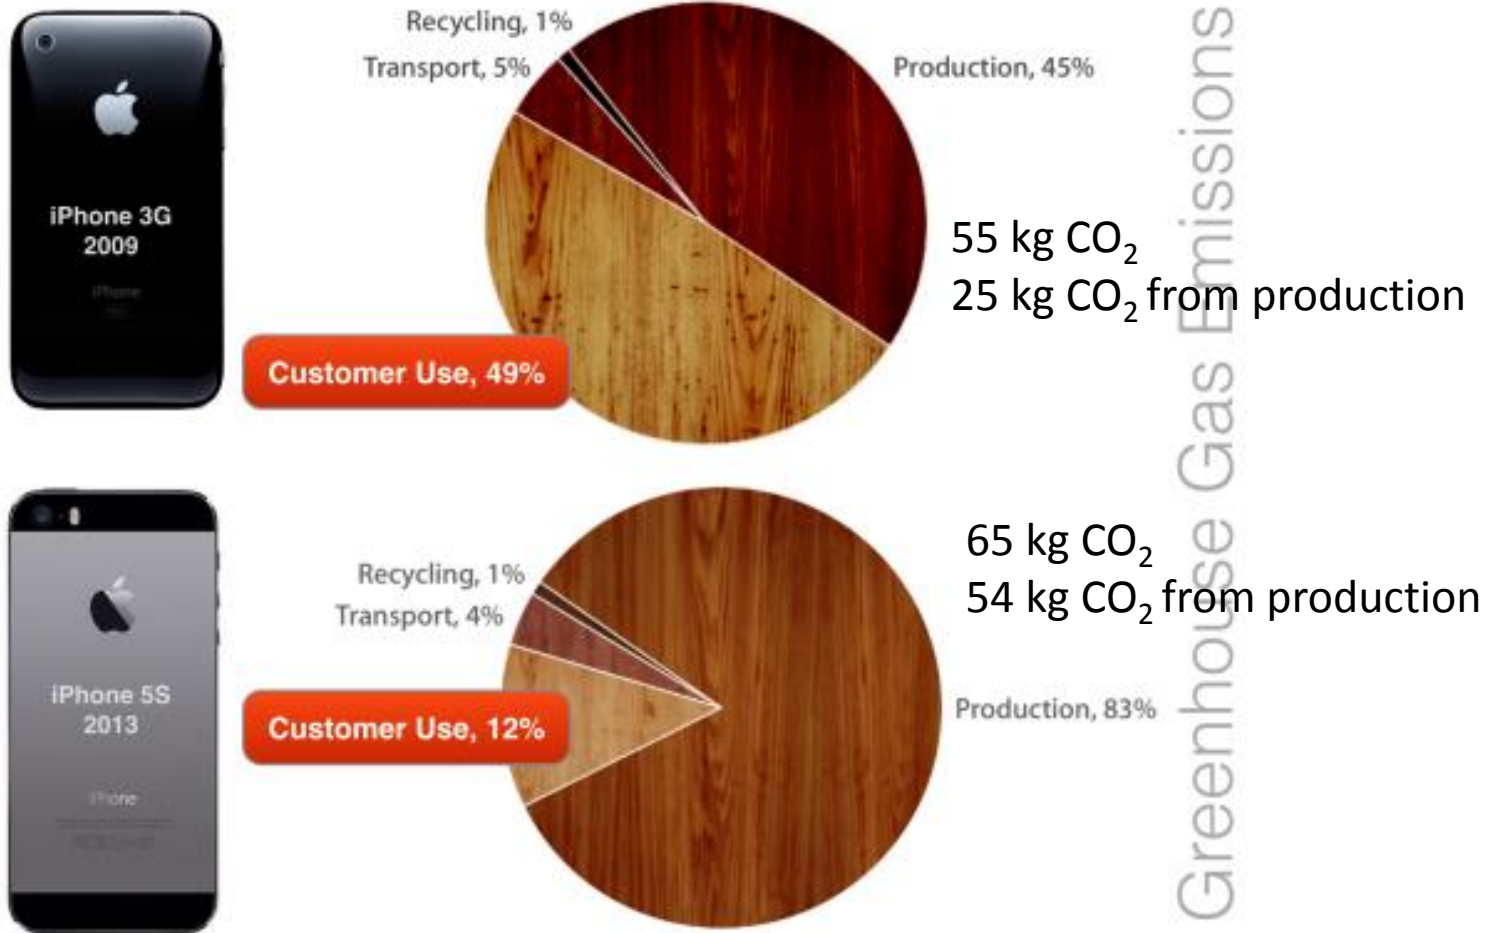 Recycling, 1%
Transport, 5%
Production, 45%
iPhone 3G
2009
iPhone
55 kg CO₂
25 kg CO₂ from production
Customer Use, 49%
Recycling, 1%
Transport, 4%
65 kg CO₂
54 kg CO₂ from production
iPhone 5S
2013
iPhone
Customer Use, 12%
Production, 83%
Greenhouse Gas Emissions